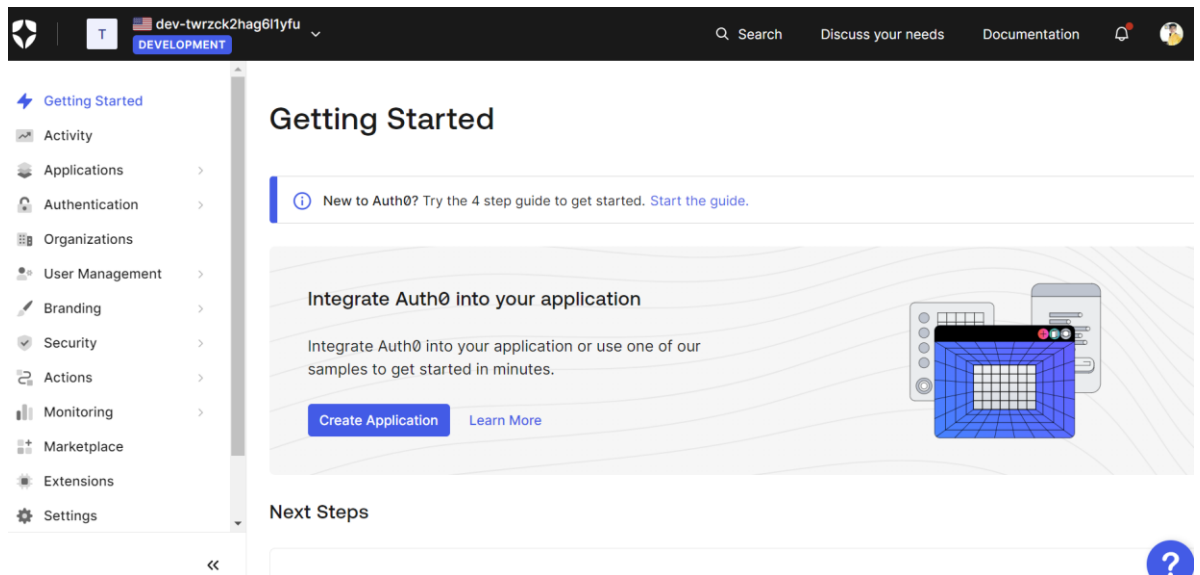 T
dev-twrzck2hag6l1yfu
DEVELOPMENT
Search
Discuss your needs
Documentation
Getting Started
Activity
Applications
Authentication
Organizations
User Management
Branding
Security
Actions
Monitoring
Marketplace
Extensions
Settings
Getting Started
New to Auth0? Try the 4 step guide to get started. Start the guide.
Integrate Auth0 into your application
Integrate Auth0 into your application or use one of our
samples to get started in minutes.
Create Application
Learn More
Next Steps
?